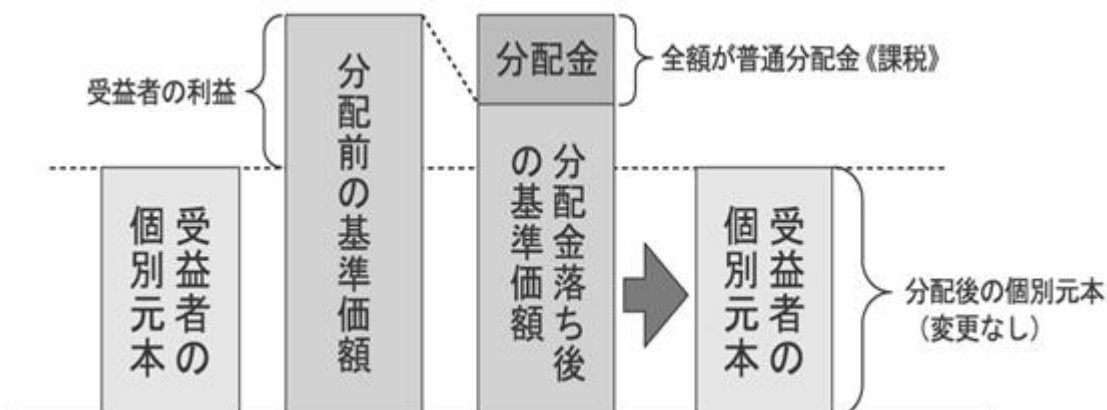 受益者の利益
分配前の基準価額
分配金
全額が普通分配金《課税》
受益者の
個別元本
分配金落ち後
の基準価額
受益者の
個別元本
分配後の個別元本
（変更なし）